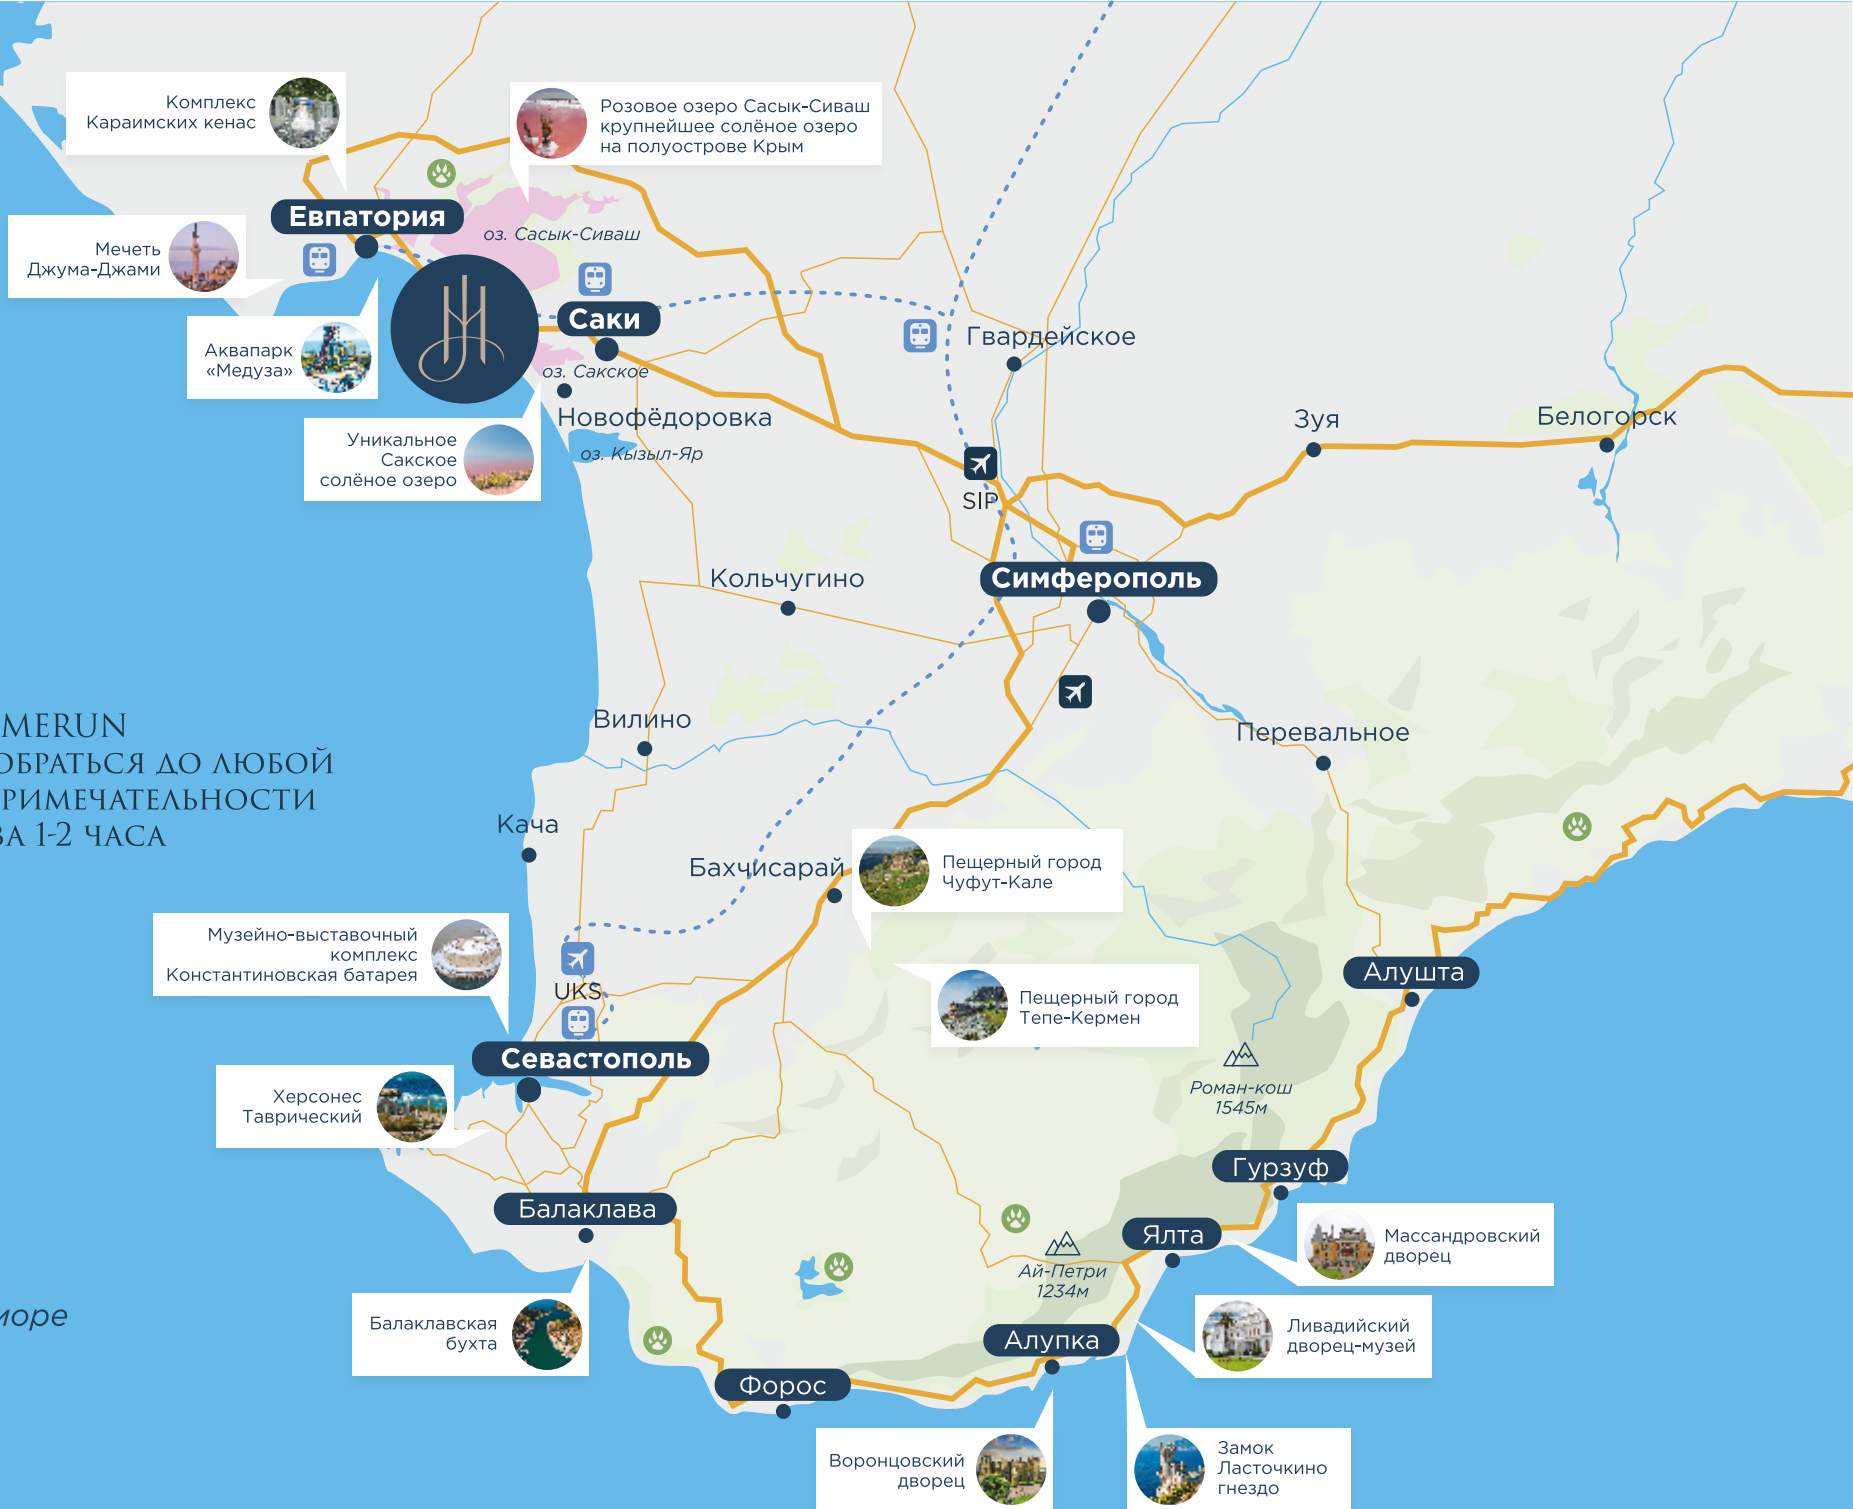 Комплекс
Караимских кенас
Розовое озеро Сасык-Сиваш
крупнейшее солёное озеро
на полуострове Крым
Евпатория
оз. Сасык-Сиваш
Мечеть
Джума-Джами
Саки
Аквапарк
«Медуза»
оз. Сакское
Гвардейское
Новофёдоровка
Зуя
Белогорск
Уникальное
Сакское
солёное озеро
оз. Кызыл-Яр
SIP
Кольчугино
Симферополь
MERUN
ОБРАТЬСЯ ДО ЛЮБОЙ
РИМЕЧАТЕЛЬНОСТИ
ЗА 1-2 ЧАСА
Вилино
Перевальное
Кача
Бахчисарай
Пещерный город
Чуфут-Кале
Музейно-выставочный
комплекс
Константиновская батарея
UKS
Пещерный город
Тепе-Кермен
Алушта
Севастополь
Роман-кош
1545м
Херсонес
Таврический
Гурзуф
Балаклава
Ялта
Массандровский
дворец
Ай-Петри
1234м
море
Балаклавская
бухта
Алупка
Ливадийский
дворец-музей
Форос
Воронцовский
дворец
Замок
Ласточкино
гнездо